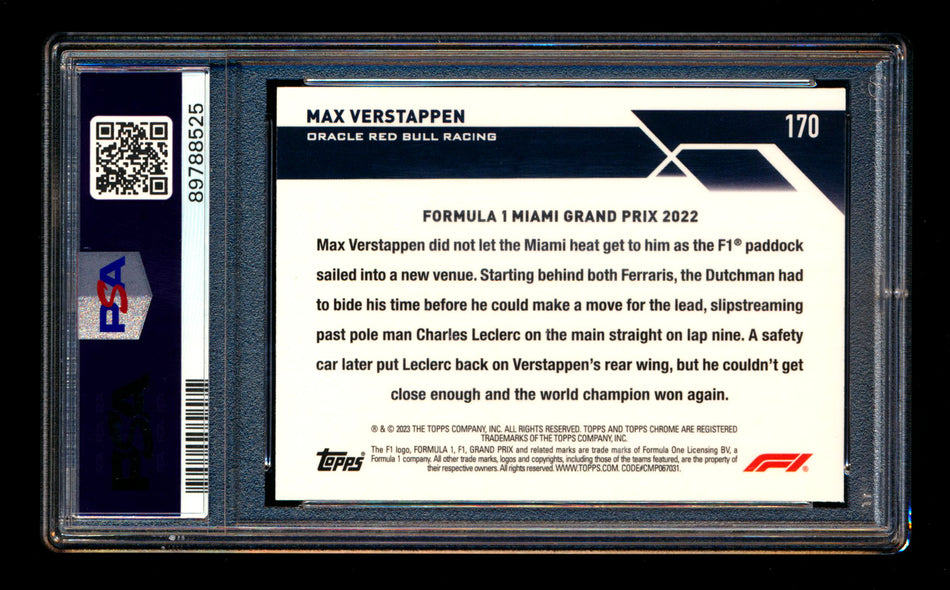 89788525
PSA
PSA
MAX VERSTAPPEN
ORACLE RED BULL RACING
170
FORMULA 1 MIAMI GRAND PRIX 2022
Max Verstappen did not let the Miami heat get to him as the F1® paddock
sailed into a new venue. Starting behind both Ferraris, the Dutchman had
to bide his time before he could make a move for the lead, slipstreaming
past pole man Charles Leclerc on the main straight on lap nine. A safety
car later put Leclerc back on Verstappen's rear wing, but he couldn't get
close enough and the world champion won again.
® & © 2023 THE TOPPS COMPANY, INC. ALL RIGHTS RESERVED. TOPPS AND TOPPS CHROME ARE REGISTERED
TRADEMARKS OF THE TOPPS COMPANY, INC.
The F1 logo, FORMULA 1, F1, GRAND PRIX and related marks are trade marks of Formula One Licensing BV, a
Formula 1 company. All other trade marks, logos and copyrights, including those of the teams featured, are the property of
their respective owners. All rights reserved. WWW.TOPPS.COM. CODE#CMP067031.
Topps
F1®